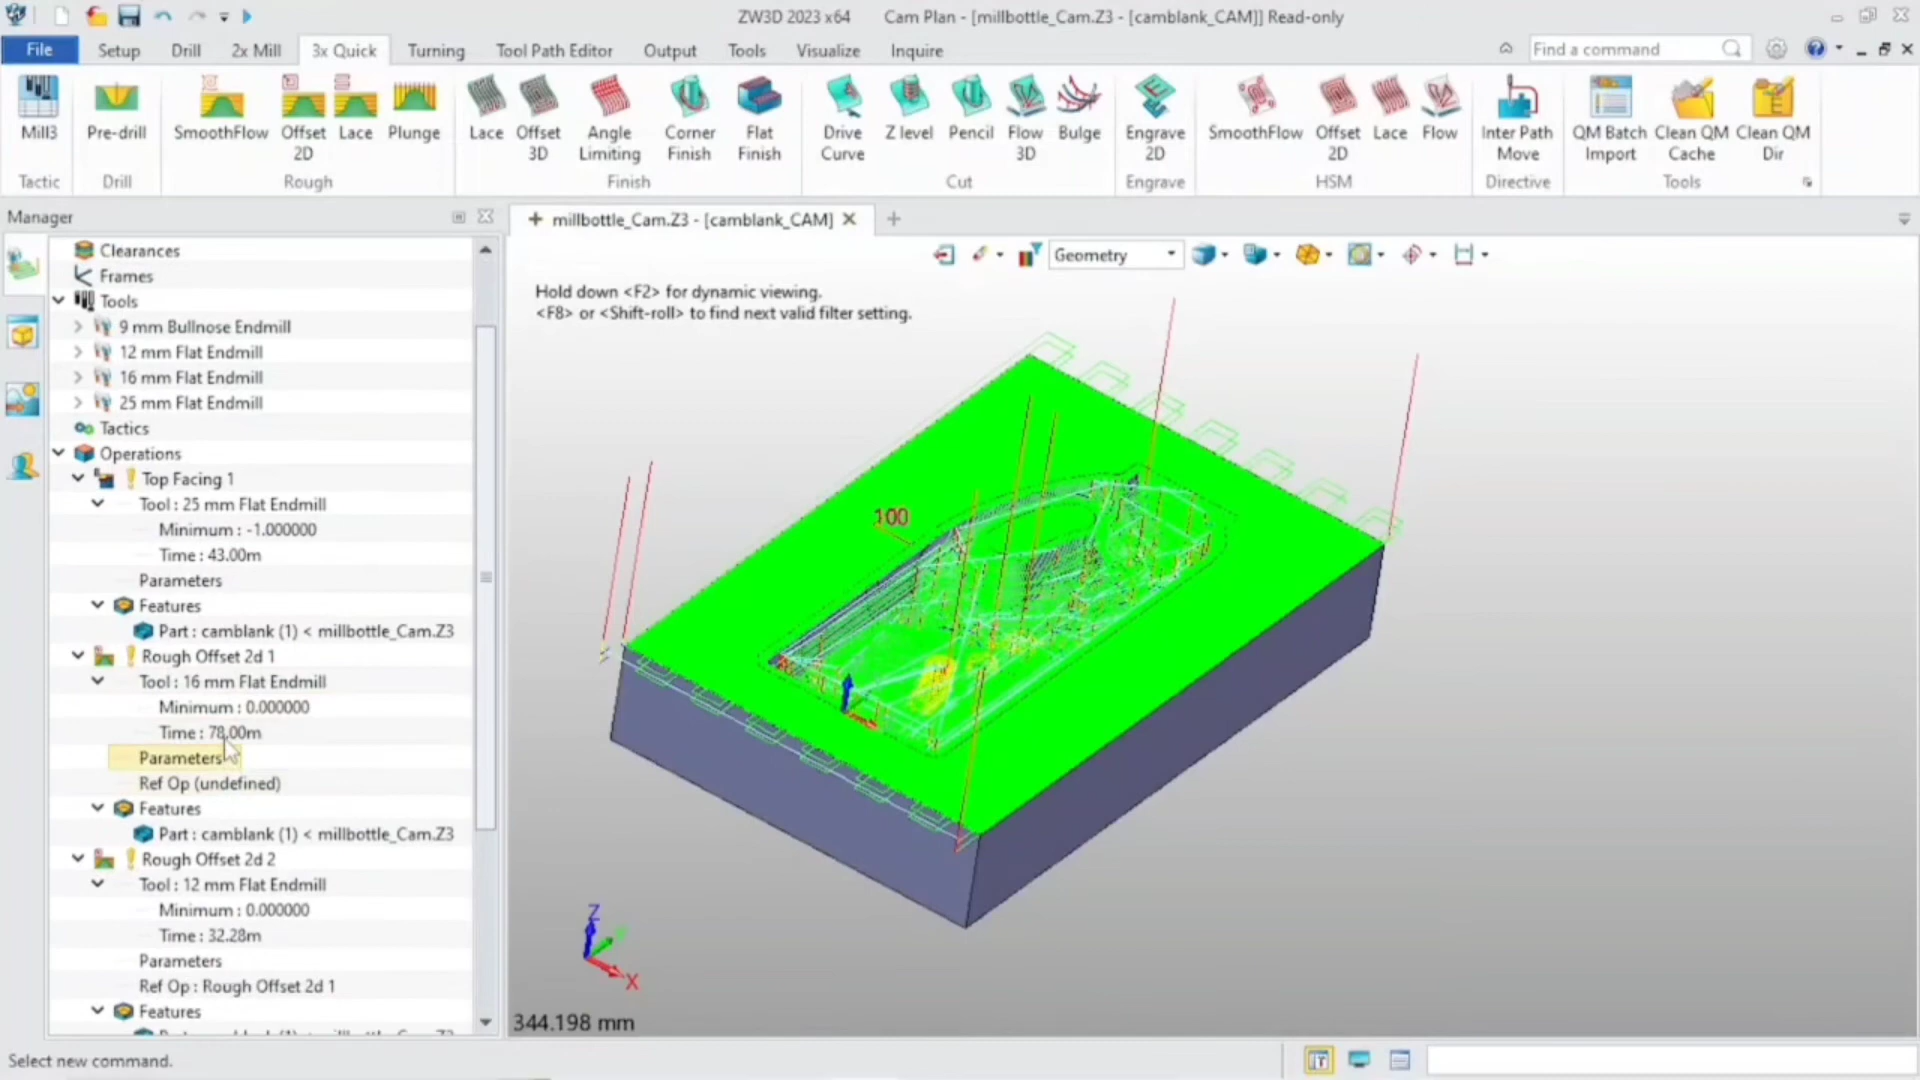 ZW3D 2023 x64 Cam Plan - [millbottle_Cam.Z3 - [camblank_CAM]] Read-only
File Setup Drill 2x Mill 3x Quick Turning Tool Path Editor Output Tools Visualize Inquire Find a command
Mill3 Pre-drill SmoothFlow Offset 2D Lace Plunge Lace Offset 3D Angle Limiting Corner Finish Flat Finish Drive Curve Z level Pencil Flow 3D Bulge Engrave 2D SmoothFlow Offset 2D Lace Flow Inter Path Move QM Batch Import Clean QM Cache Clean QM Dir
Tactic Drill Rough Finish Cut Engrave HSM Directive Tools
Manager
millbottle_Cam.Z3 - [camblank_CAM]
Geometry
Hold down <F2> for dynamic viewing.
<F8> or <Shift-roll> to find next valid filter setting.
Clearances
Frames
Tools
9 mm Bullnose Endmill
12 mm Flat Endmill
16 mm Flat Endmill
25 mm Flat Endmill
Tactics
Operations
Top Facing 1
Tool : 25 mm Flat Endmill
Minimum : -1.000000
Time : 43.00m
Parameters
Features
Part : camblank (1) < millbottle_Cam.Z3
Rough Offset 2d 1
Tool : 16 mm Flat Endmill
Minimum : 0.000000
Time : 78.00m
Parameters
Ref Op (undefined)
Features
Part : camblank (1) < millbottle_Cam.Z3
Rough Offset 2d 2
Tool : 12 mm Flat Endmill
Minimum : 0.000000
Time : 32.28m
Parameters
Ref Op : Rough Offset 2d 1
Features
100
Z
X
344.198 mm
Select new command.